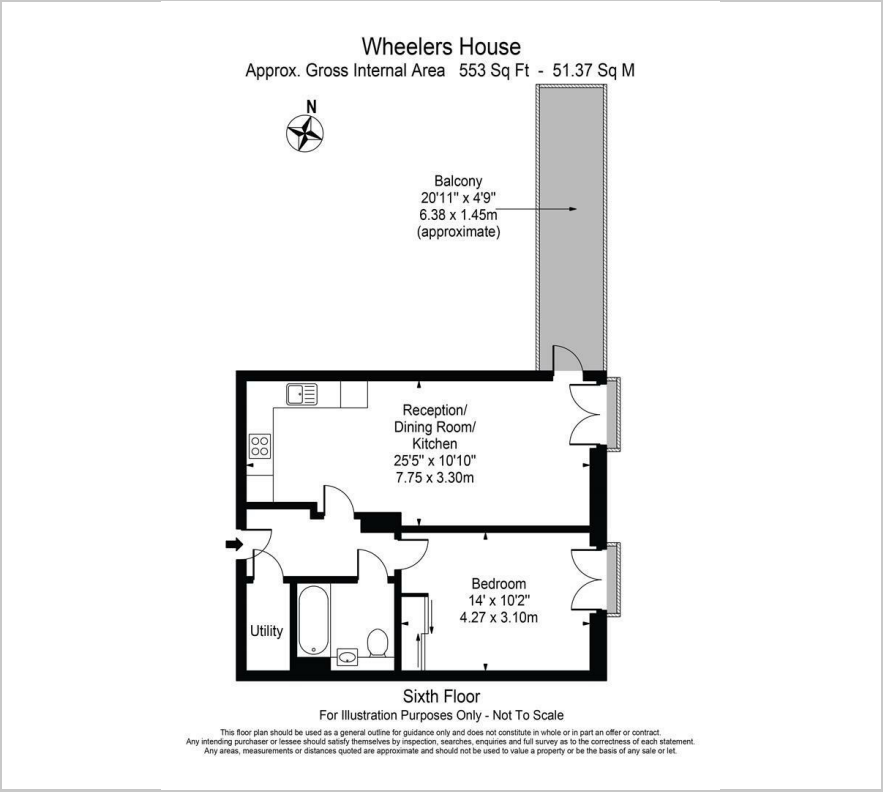 Wheelers House
Approx. Gross Internal Area 553 Sq Ft - 51.37 Sq M
N
Balcony
20'11" x 4'9"
6.38 x 1.45m
(approximate)
Reception/
Dining Room/
Kitchen
25'5" x 10'10"
7.75 x 3.30m
Bedroom
14' x 10'2"
4.27 x 3.10m
Utility
Sixth Floor
For Illustration Purposes Only - Not To Scale
This floor plan should be used as a general outline for guidance only and does not constitute in whole or in part an offer or contract.
Any intending purchaser or lessee should satisfy themselves by inspection, searches, enquiries and full survey as to the correctness of each statement.
Any areas, measurements or distances quoted are approximate and should not be used to value a property or be the basis of any sale or let.